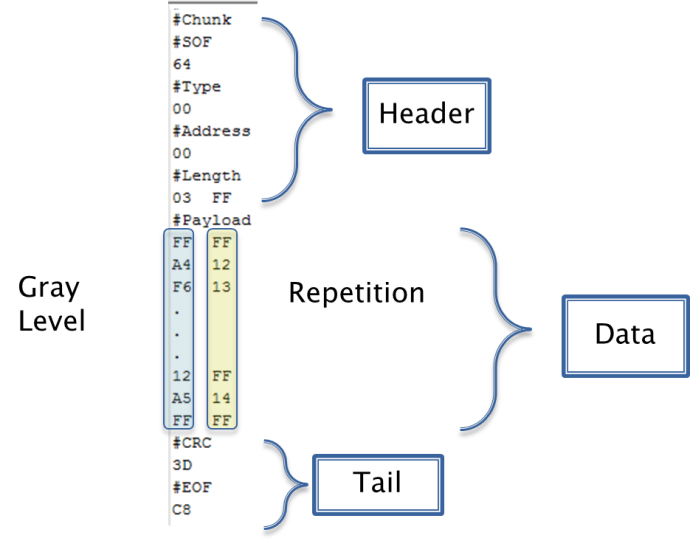 #Chunk
#SOF
64
#Type
00
#Address
00
#Length
03 FF
#Payload
FF FF
A4 12
F6 13
.
.
.
12 FF
A5 14
FF FF
#CRC
3D
#EOF
C8
Header
Gray
Level
Repetition
Data
Tail